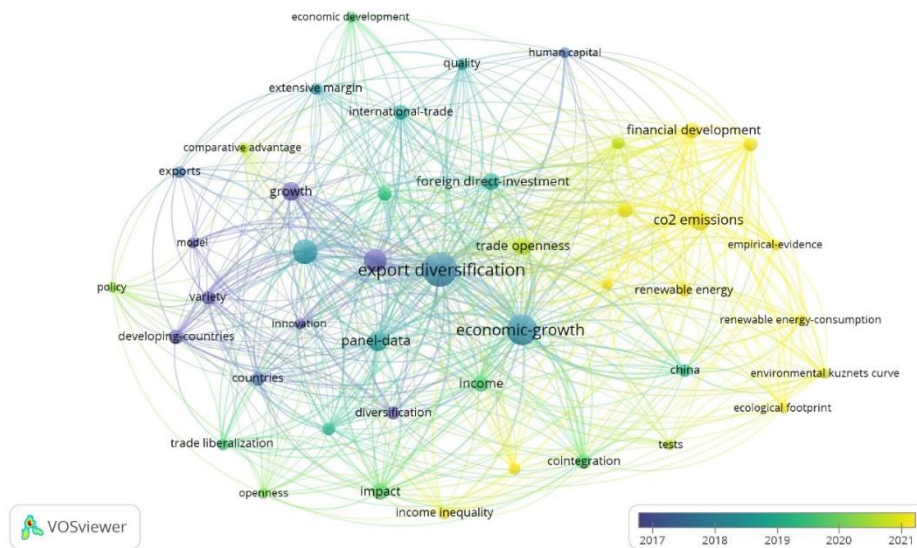 economic development
human capital
quality
extensive margin
international-trade
financial development
comparative advantage
exports
growth
foreign direct-investment
co2 emissions
model
trade openness
empirical-evidence
export diversification
policy
variety
renewable energy
innovation
economic-growth
renewable energy-consumption
developing-countries
panel-data
countries
income
china
environmental kuznets curve
diversification
ecological footprint
trade liberalization
tests
cointegration
openness
impact
income inequality
VOSviewer
2017 2018 2019 2020 2021